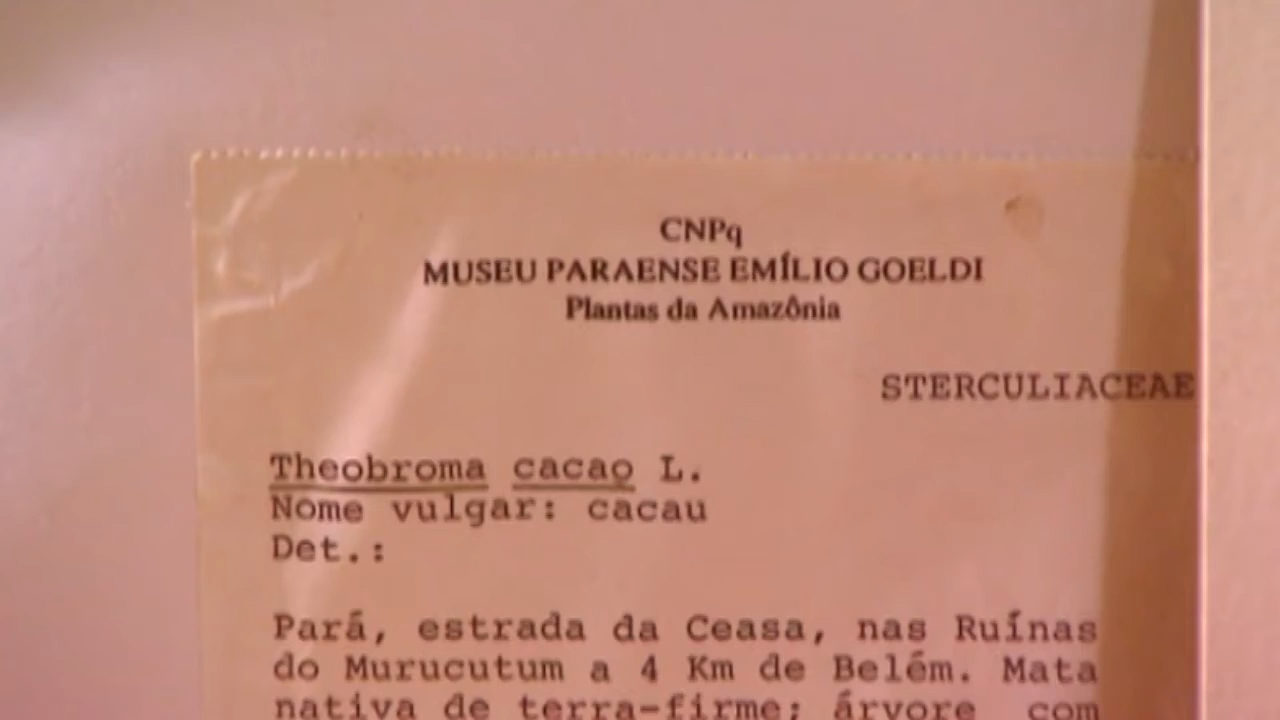 CNPq
MUSEU PARAENSE EMÍLIO GOELDI
Plantas da Amazônia
STERCULIACEAE
Theobroma cacao L.
Nome vulgar: cacau
Det.:
Pará, estrada da Ceasa, nas Ruínas
do Murucutum a 4 Km de Belém. Mata
nativa de terra-firme; árvore com